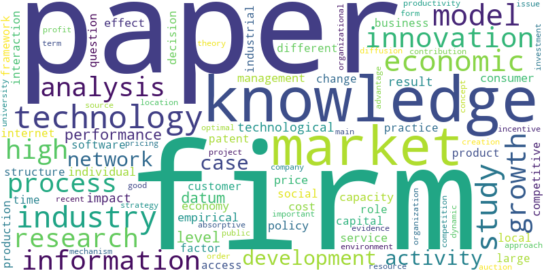 paper
firm
knowledge
market
model
innovation
economic
analysis
technology
high
network
process
industry
research
information
case
growth
study
activity
development
performance
framework
interaction
profit
term
effect
question
decision
theory
industrial
different
business
form
productivity
organizational
diffusion
contribution
issue
investment
consumer
management
change
result
advantage
concept
university
source
location
internet
software
pricing
technological
patent
practice
product
creation
incentive
competitive
structure
individual
optimal
project
main
company
time
impact
good
recent
strategy
mechanism
customer
datum
economy
empirical
absorptive
level
public
factor
order
access
production
price
social
cost
important
policy
capacity
role
capital
evidence
service
environment
organization
competition
dynamic
resource
local
approach
large
auction